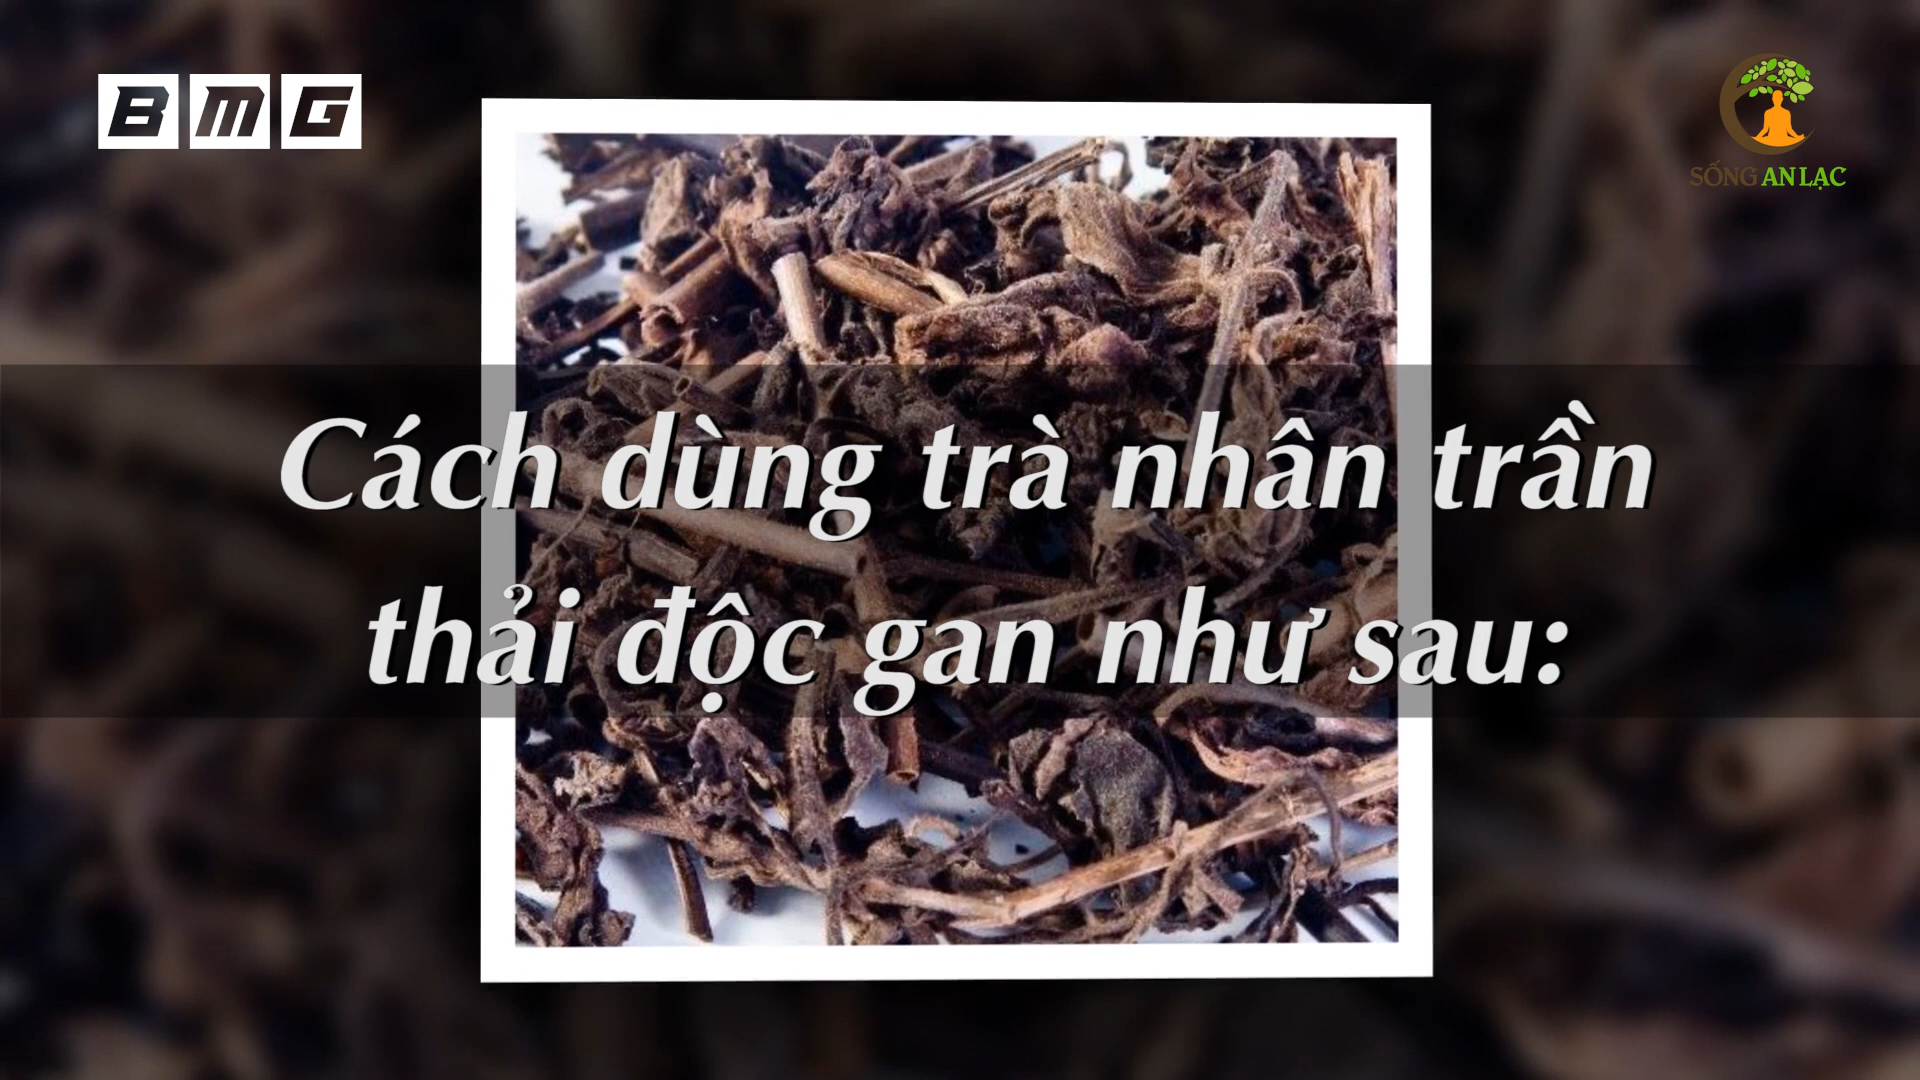 BMG
SỐNG AN LẠC
Cách dùng trà nhân trần
thải độc gan như sau: